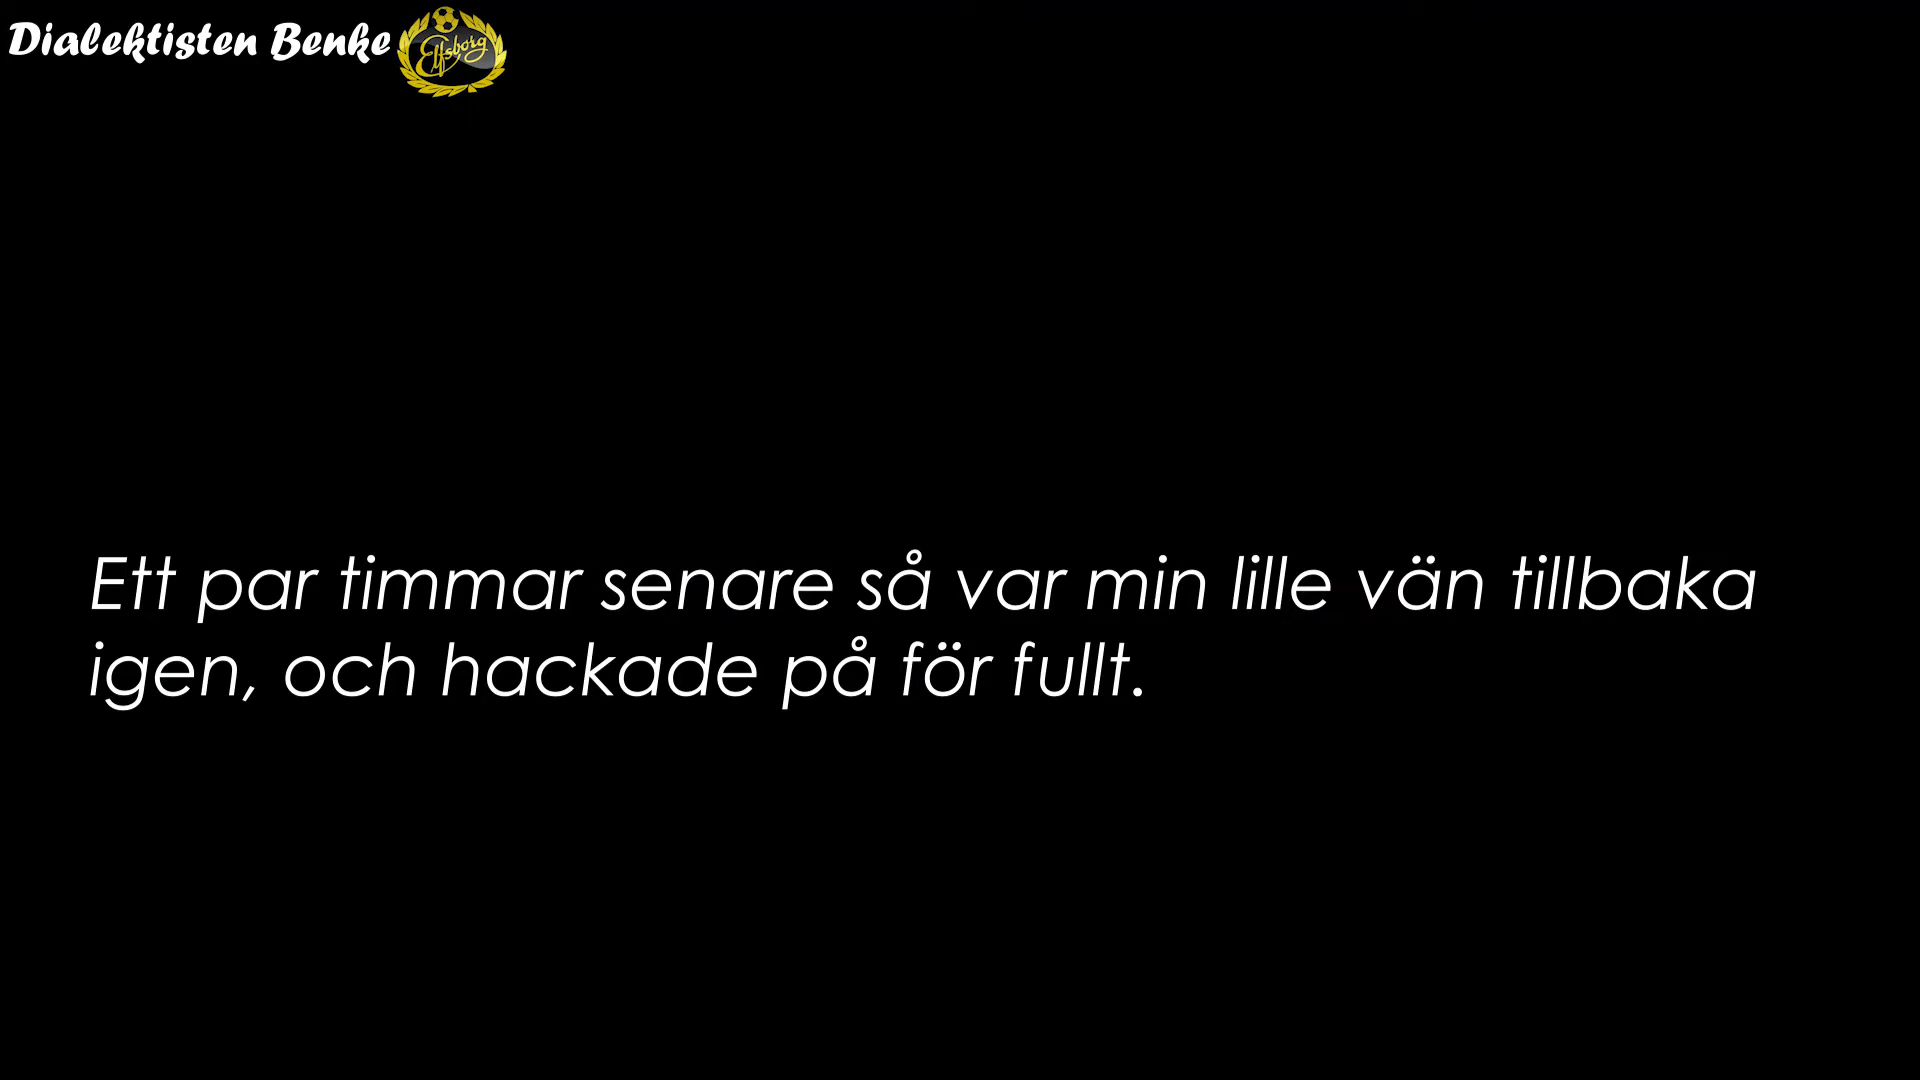 Dialektisten Benke
Elfsborg
Ett par timmar senare så var min lille vän tillbaka
igen, och hackade på för fullt.